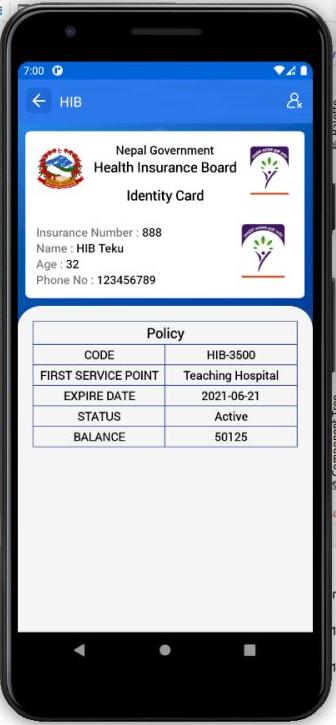 7:00
HIB
Nepal Government
Health Insurance Board
Identity Card
Insurance Number : 888
Name : HIB Teku
Age : 32
Phone No : 123456789
Policy
CODE HIB-3500
FIRST SERVICE POINT Teaching Hospital
EXPIRE DATE 2021-06-21
STATUS Active
BALANCE 50125